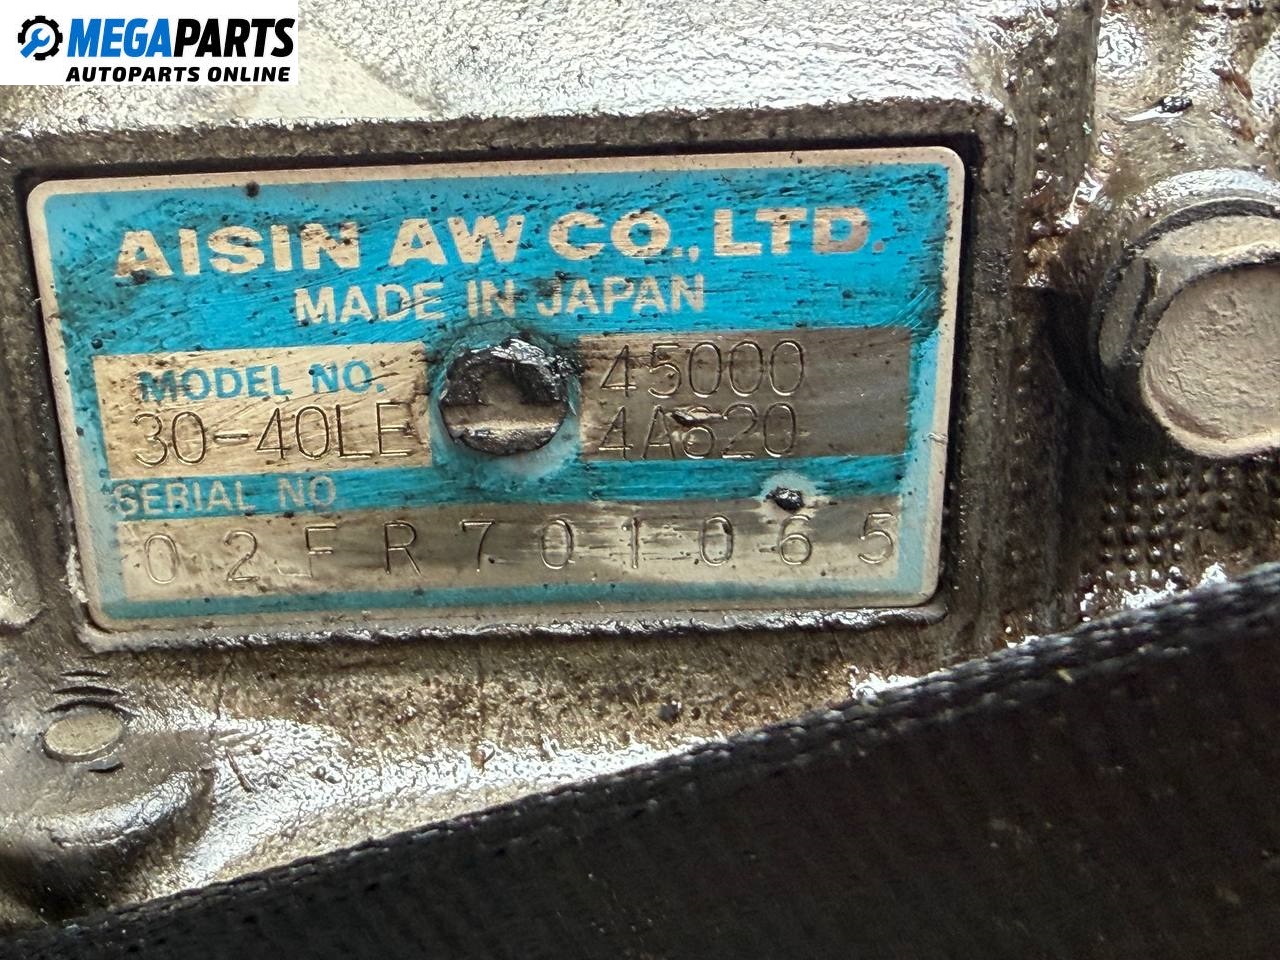 MEGAPARTS
AUTOPARTS ONLINE
AISIN AW CO., LTD.
MADE IN JAPAN
MODEL NO.
30-40LE
45000
4A620
SERIAL NO
02FR701065